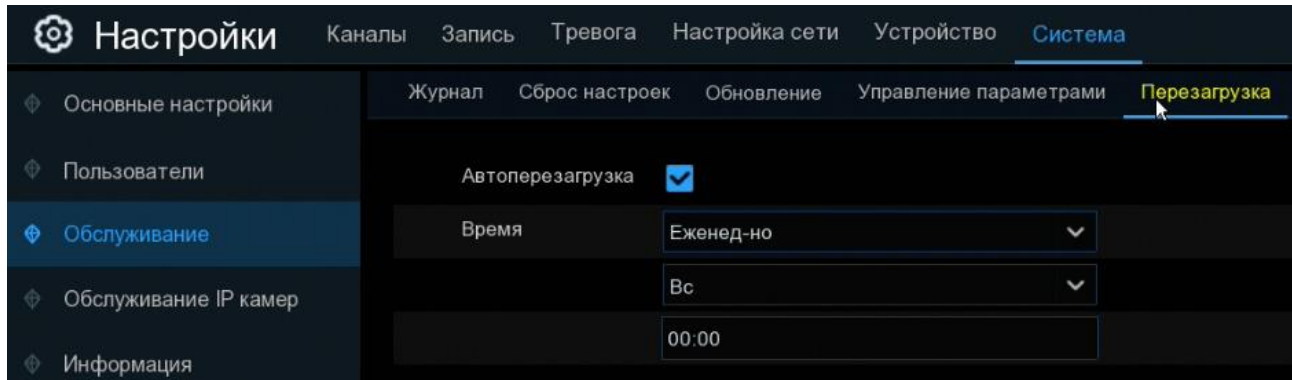 Настройки Каналы Запись Тревога Настройка сети Устройство Система
Журнал Сброс настроек Обновление Управление параметрами Перезагрузка
Основные настройки
Пользователи
Обслуживание
Обслуживание IP камер
Информация
Автоперезагрузка
Время Еженед-но
Вс
00:00